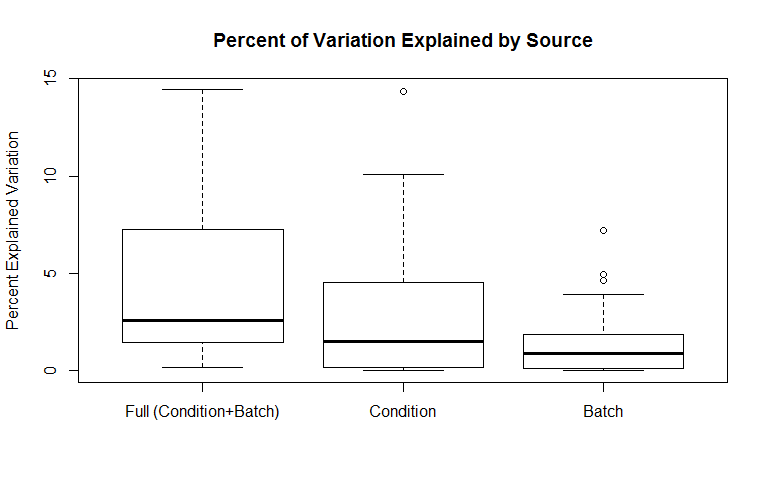 Percent of Variation Explained by Source
Percent Explained Variation
15
10
5
0
Full (Condition+Batch)
Condition
Batch